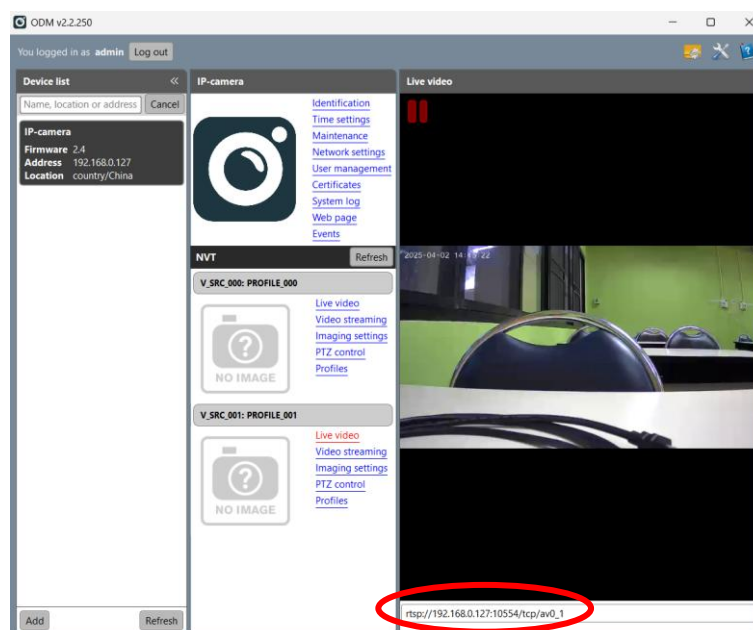 ODM v2.2.250
You logged in as admin Log out
Device list
Name, location or address Cancel
IP-camera
Firmware 2.4
Address 192.168.0.127
Location country/China
Add Refresh
IP-camera
Identification
Time settings
Maintenance
Network settings
User management
Certificates
System log
Web page
Events
NVT Refresh
V_SRC_000: PROFILE_000
NO IMAGE
Live video
Video streaming
Imaging settings
PTZ control
Profiles
V_SRC_001: PROFILE_001
NO IMAGE
Live video
Video streaming
Imaging settings
PTZ control
Profiles
Live video
rtsp://192.168.0.127:10554/tcp/av0_1